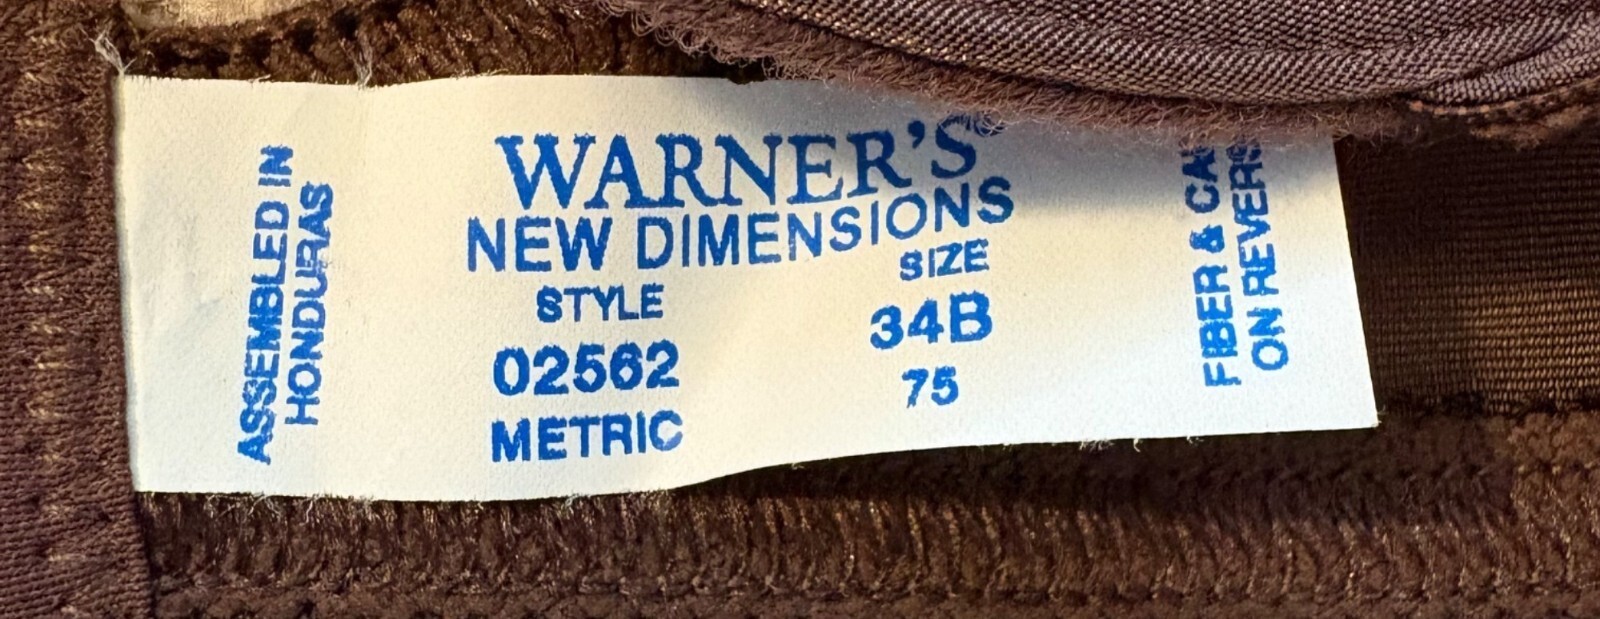 ASSEMBLED IN
HONDURAS
WARNER'S®
NEW DIMENSIONS
STYLE
SIZE
02562
34B
METRIC
75
FIBER &
ON